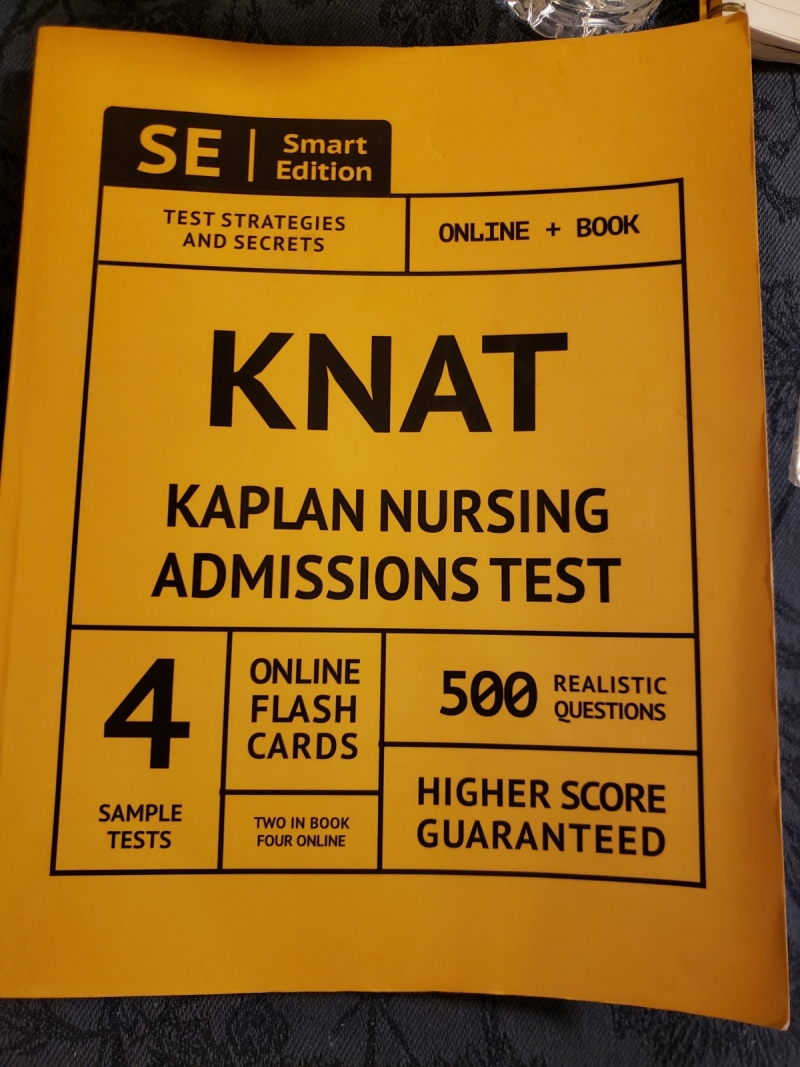 SE | Smart
Edition
TEST STRATEGIES
AND SECRETS
ONLINE + BOOK
KNAT
KAPLAN NURSING
ADMISSIONS TEST
4
SAMPLE
TESTS
ONLINE
FLASH
CARDS
TWO IN BOOK
FOUR ONLINE
500 REALISTIC
QUESTIONS
HIGHER SCORE
GUARANTEED